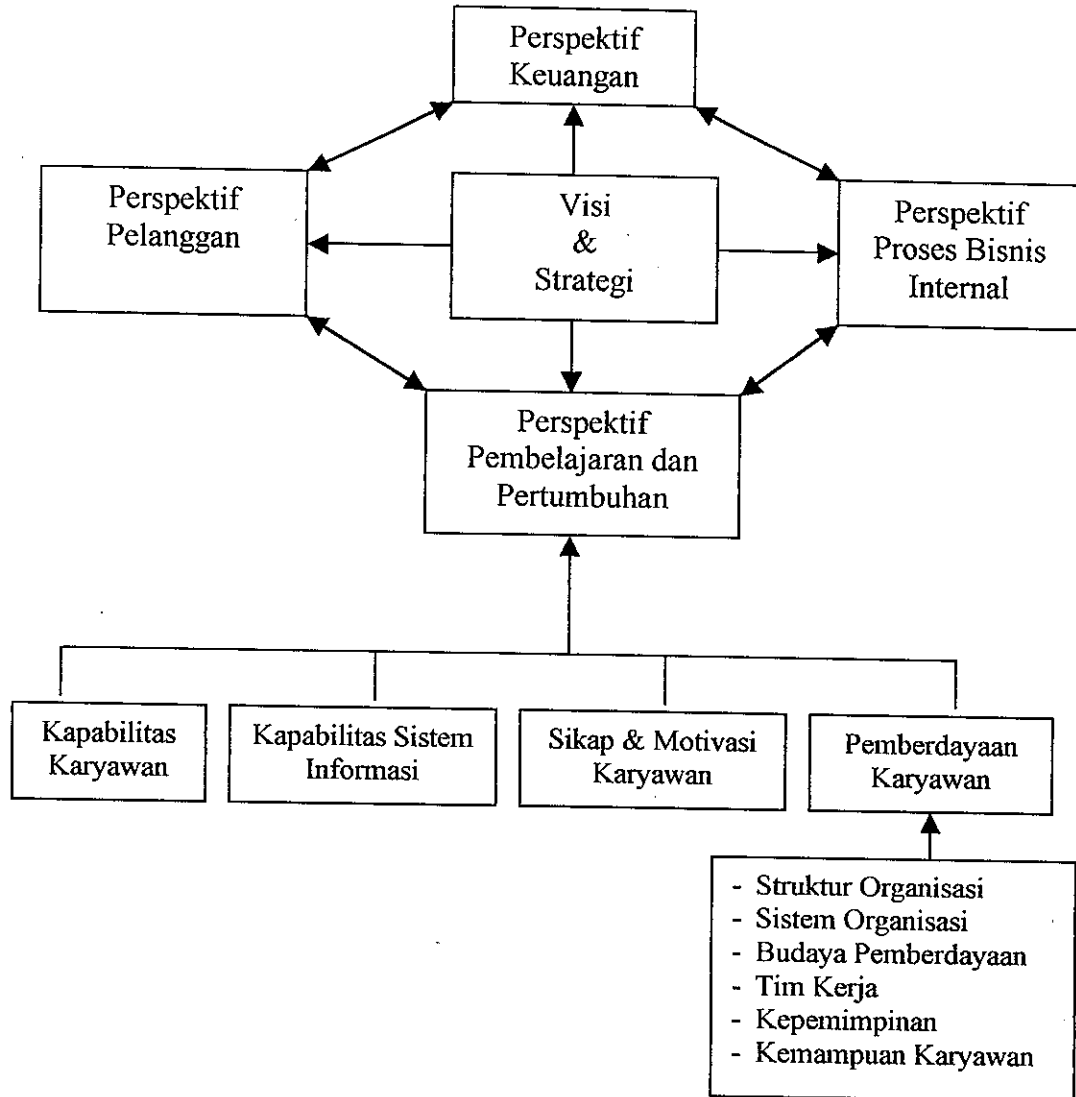 Perspektif
Keuangan
Perspektif
Pelanggan
Visi
&
Strategi
Perspektif
Proses Bisnis
Internal
Perspektif
Pembelajaran dan
Pertumbuhan
Kapabilitas
Karyawan
Kapabilitas Sistem
Informasi
Sikap & Motivasi
Karyawan
Pemberdayaan
Karyawan
- Struktur Organisasi
- Sistem Organisasi
- Budaya Pemberdayaan
- Tim Kerja
- Kepemimpinan
- Kemampuan Karyawan